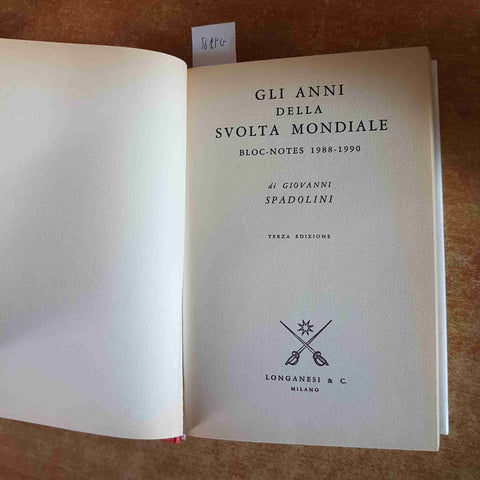 GLI ANNI
DELLA
SVOLTA MONDIALE
BLOC-NOTES 1988-1990
di GIOVANNI
SPADOLINI
TERZA EDIZIONE
LONGANESI & C.
MILANO